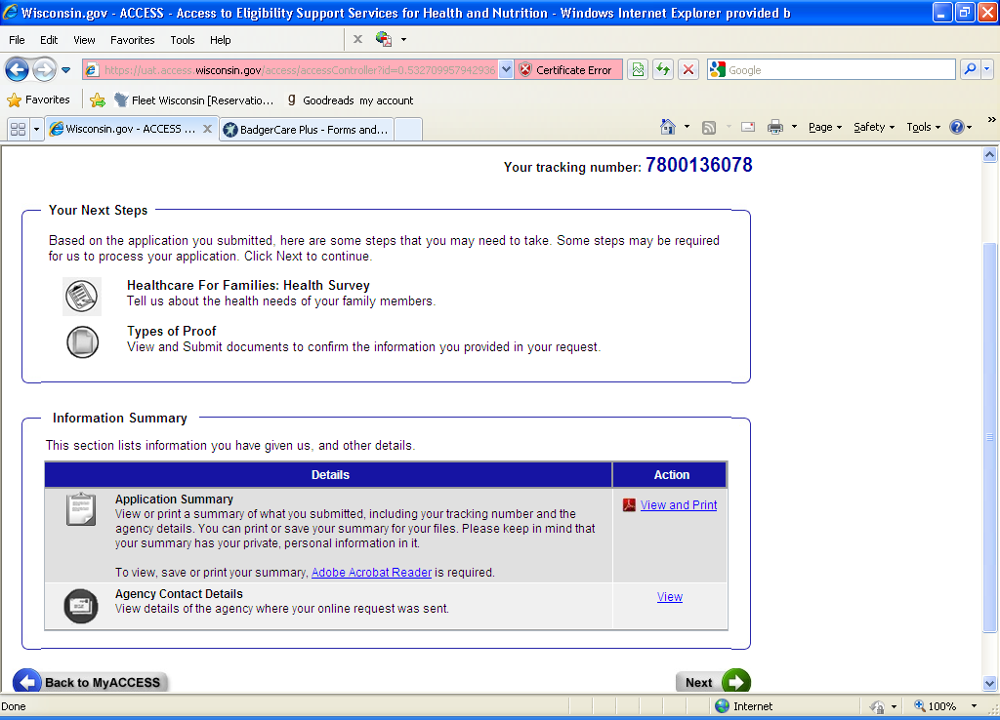 Wisconsin.gov - ACCESS - Access to Eligibility Support Services for Health and Nutrition - Windows Internet Explorer provided b
File Edit View Favorites Tools Help
https://uat.access.wisconsin.gov/access/accessController?id=0.532709957942936 Certificate Error Google
Favorites Fleet Wisconsin [Reservatio... Goodreads my account
Wisconsin.gov - ACCESS ... BadgerCare Plus - Forms and... Page Safety Tools
Your tracking number: 7800136078
Your Next Steps
Based on the application you submitted, here are some steps that you may need to take. Some steps may be required
for us to process your application. Click Next to continue.
Healthcare For Families: Health Survey
Tell us about the health needs of your family members.
Types of Proof
View and Submit documents to confirm the information you provided in your request.
Information Summary
This section lists information you have given us, and other details.
Details Action
Application Summary
View or print a summary of what you submitted, including your tracking number and the
agency details. You can print or save your summary for your files. Please keep in mind that
your summary has your private, personal information in it.
View and Print
To view, save or print your summary, Adobe Acrobat Reader is required.
Agency Contact Details
View details of the agency where your online request was sent.
View
Back to MyACCESS Next
Done Internet 100%